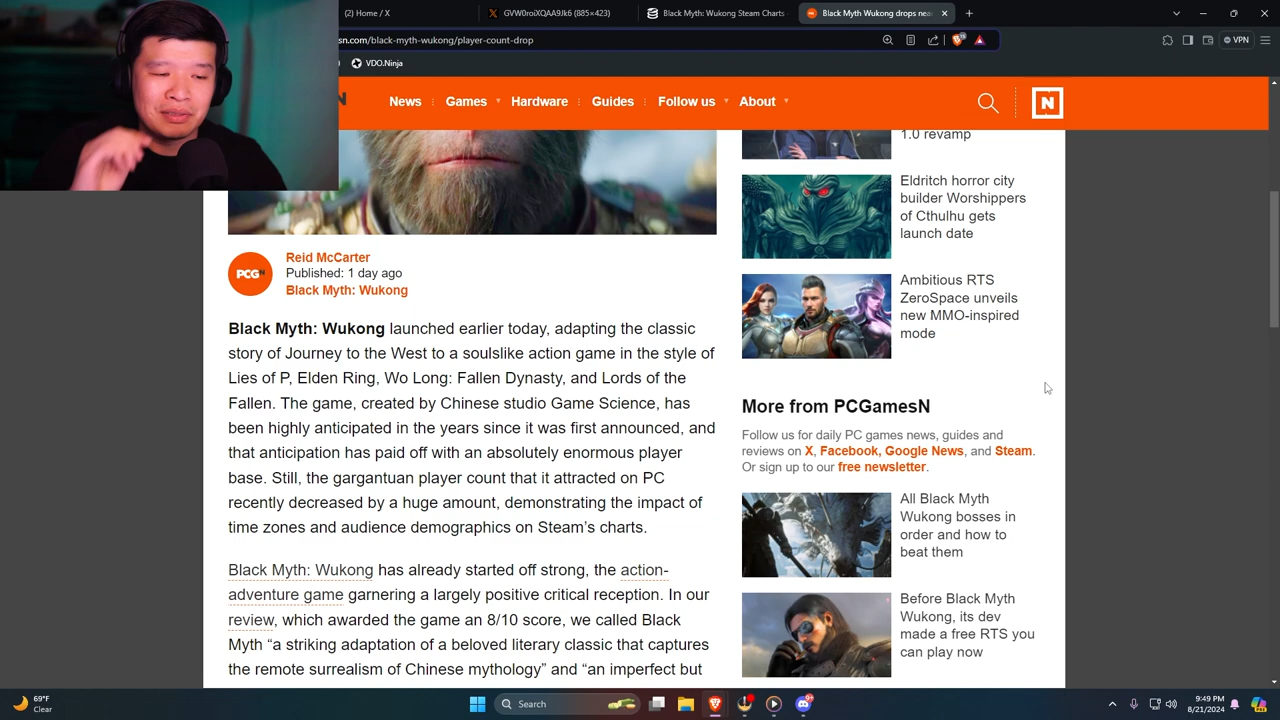 (2) Home / X
GVW0roiXQAA9Jk6 (885×423)
Black Myth: Wukong Steam Charts
Black Myth Wukong drops nea
sn.com/black-myth-wukong/player-count-drop
VPN
VDO.Ninja
N
News
Games
Hardware
Guides
Follow us
About
N
1.0 revamp
Eldritch horror city
builder Worshippers
of Cthulhu gets
launch date
PCGN
Reid McCarter
Published: 1 day ago
Black Myth: Wukong
Ambitious RTS
ZeroSpace unveils
new MMO-inspired
mode
Black Myth: Wukong launched earlier today, adapting the classic
story of Journey to the West to a soulslike action game in the style of
Lies of P, Elden Ring, Wo Long: Fallen Dynasty, and Lords of the
Fallen. The game, created by Chinese studio Game Science, has
been highly anticipated in the years since it was first announced, and
that anticipation has paid off with an absolutely enormous player
base. Still, the gargantuan player count that it attracted on PC
recently decreased by a huge amount, demonstrating the impact of
time zones and audience demographics on Steam’s charts.
Black Myth: Wukong has already started off strong, the action-
adventure game garnering a largely positive critical reception. In our
review, which awarded the game an 8/10 score, we called Black
Myth “a striking adaptation of a beloved literary classic that captures
the remote surrealism of Chinese mythology” and “an imperfect but
More from PCGamesN
Follow us for daily PC games news, guides and
reviews on X, Facebook, Google News, and Steam.
Or sign up to our free newsletter.
All Black Myth
Wukong bosses in
order and how to
beat them
Before Black Myth
Wukong, its dev
made a free RTS you
can play now
69°F
Clear
Search
9:49 PM
8/21/2024